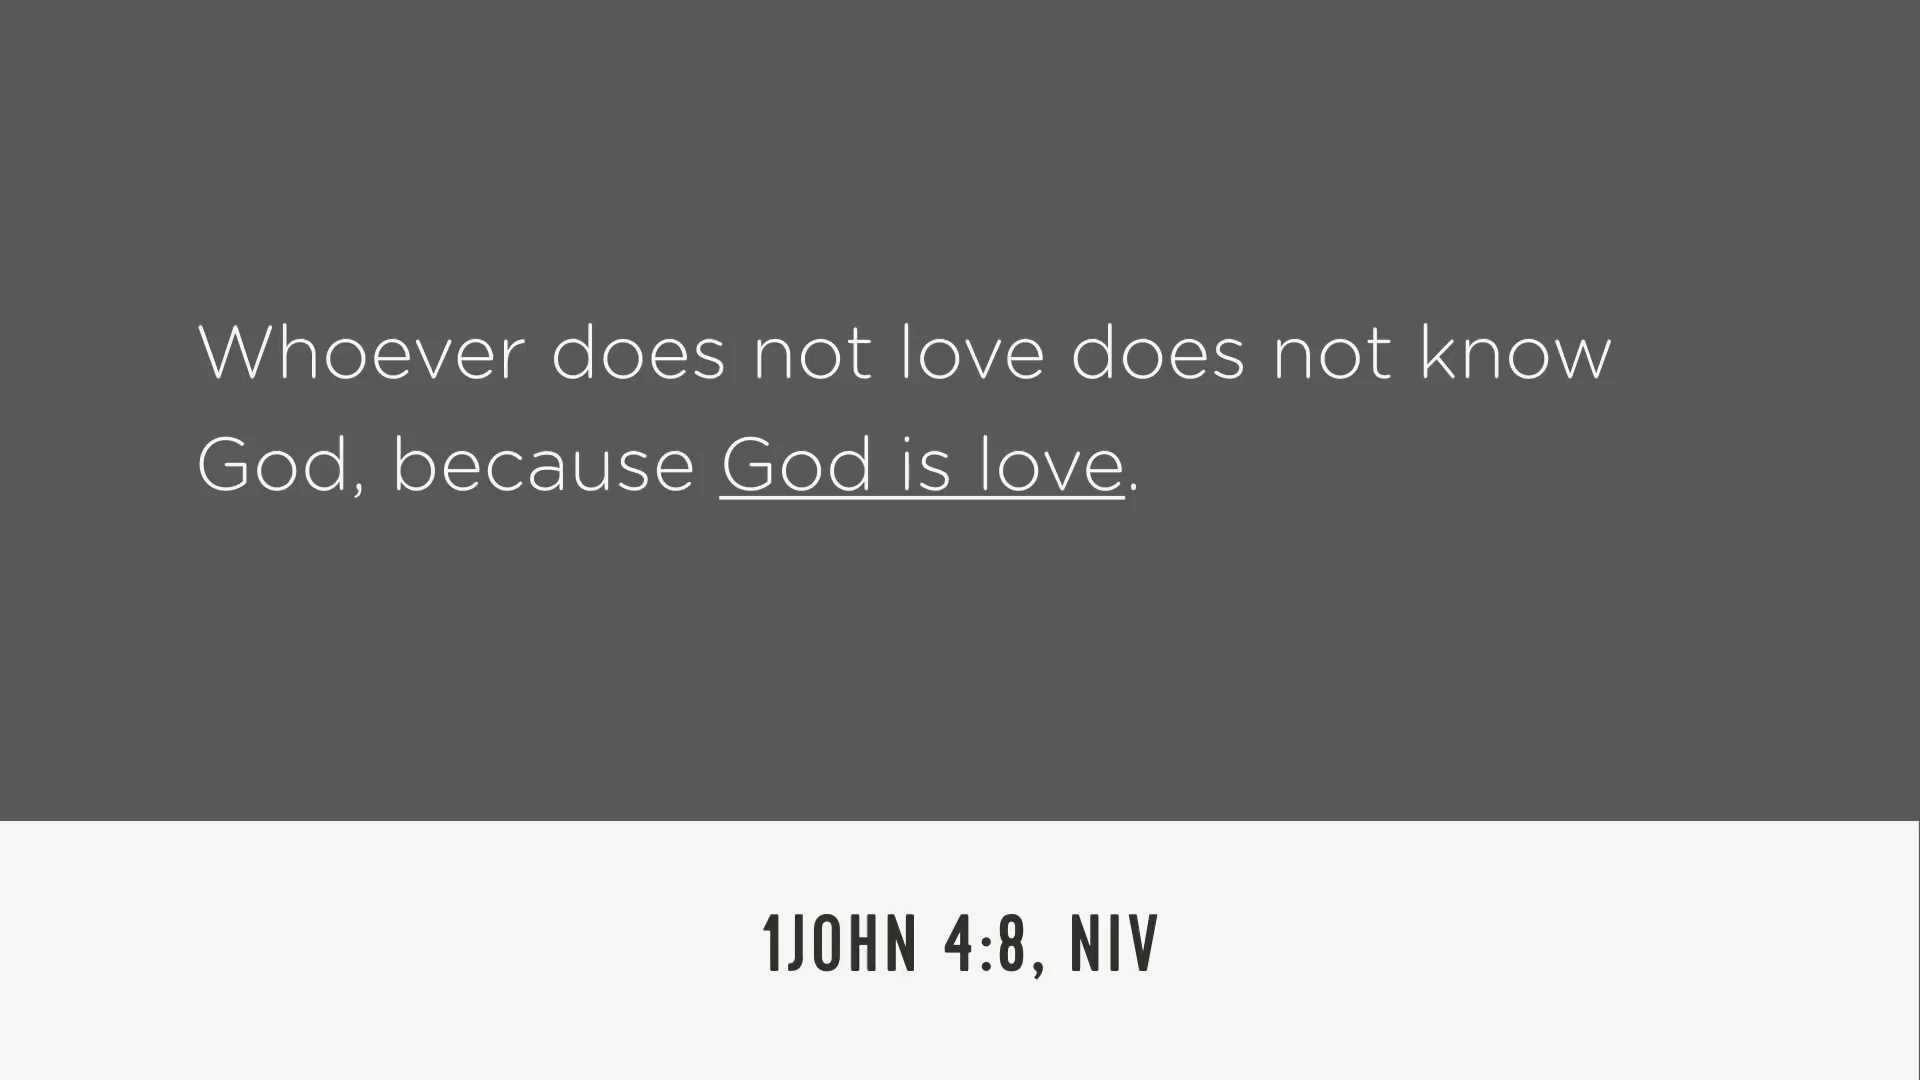 Whoever does not love does not know
God, because God is love.
1JOHN 4:8, NIV